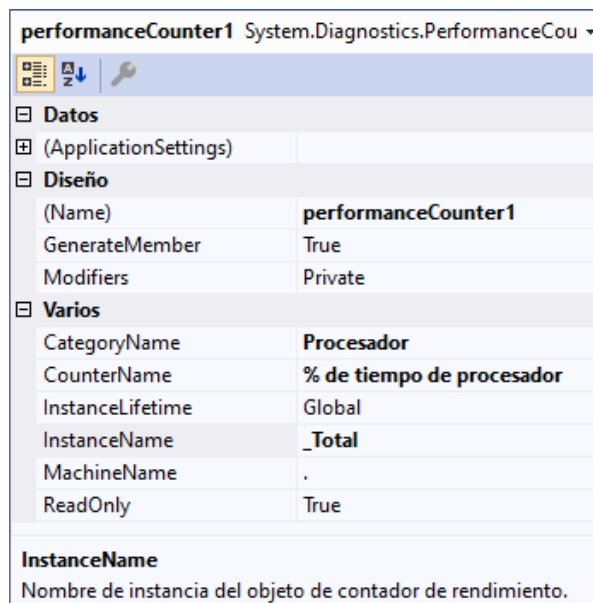 performanceCounter1 System.Diagnostics.PerformanceCou
Datos
(ApplicationSettings)
Diseño
(Name) performanceCounter1
GenerateMember True
Modifiers Private
Varios
CategoryName Procesador
CounterName % de tiempo de procesador
InstanceLifetime Global
InstanceName _Total
MachineName .
ReadOnly True
InstanceName
Nombre de instancia del objeto de contador de rendimiento.